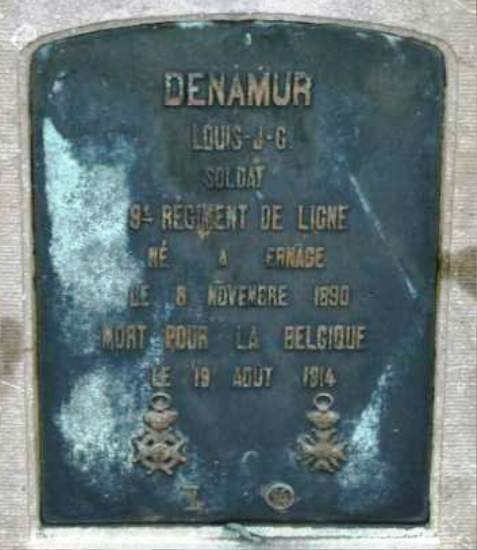 DENAMUR
LOUIS-J-G
SOLDAT
9E RÉGIMENT DE LIGNE
NÉ A ERNAGE
LE 8 NOVEMBRE 1890
MORT POUR LA BELGIQUE
LE 19 AOUT 1914